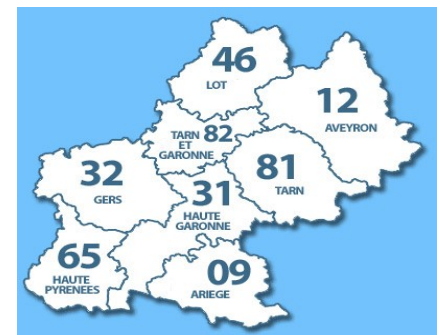 46
LOT
12
AVEYRON
TARN 82
ET
GARONNE
32
GERS
81
TARN
31
HAUTE
GARONNE
65
HAUTE
PYRENEES
09
ARIEGE